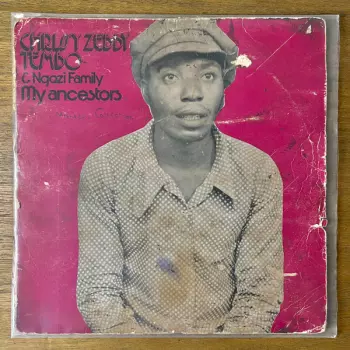 CHRISSY ZEBBY
TEMBO
& Ngozi Family
My ancestors